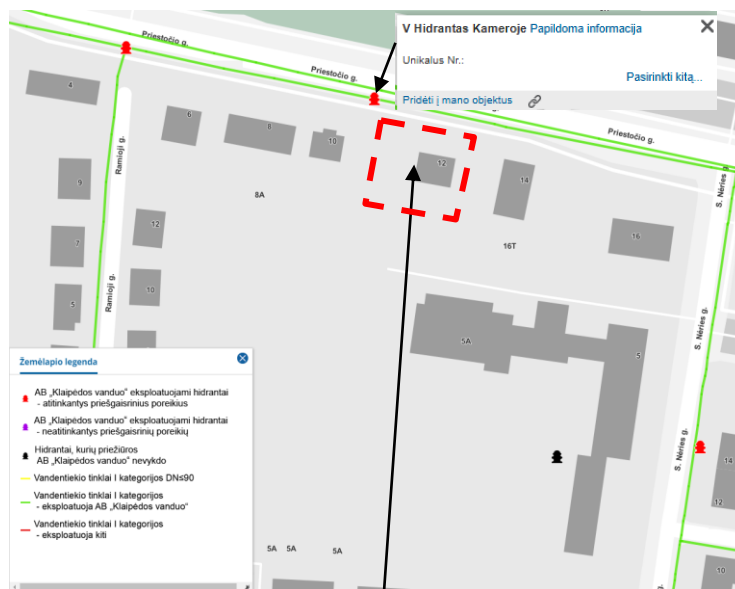 V Hidrantas Kameroje Papildoma informacija
Unikalus Nr.:
Pasirinkti kitą...
Pridėti į mano objektus
Priestočio g.
Priestočio g.
Priestočio g.
4
6
8
10
12
14
16
8A
16T
9
7
5
12
10
Ramioji g.
Ramioji g.
S. Nėries g.
S. Nėries g.
S. Nėries g.
5A
5
14
12
10
5A
5A
5A
Žemėlapio legenda
AB „Klaipėdos vanduo" eksploatuojami hidrantai
- atitinkantys priešgaisrinius poreikius
AB „Klaipėdos vanduo" eksploatuojami hidrantai
- neatitinkantys priešgaisrinių poreikių
Hidrantai, kurių priežiūros
AB „Klaipėdos vanduo" nevykdo
Vandentiekio tinklai I kategorijos DN≤90
Vandentiekio tinklai I kategorijos
- eksploatuoja AB „Klaipėdos vanduo"
Vandentiekio tinklai I kategorijos
- eksploatuoja kiti